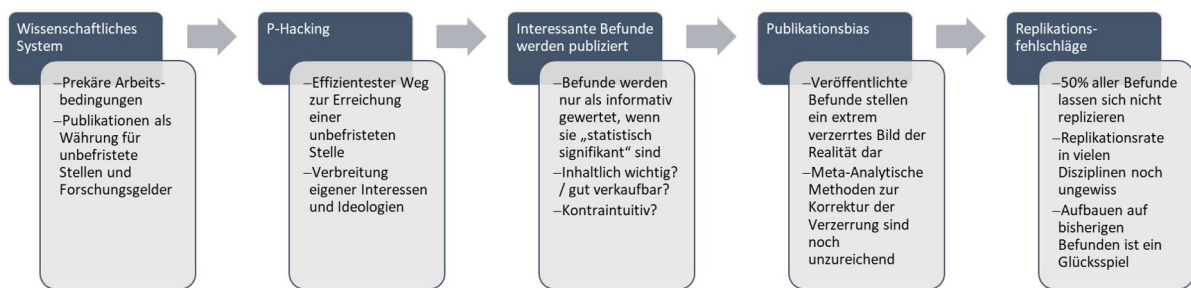 Wissenschaftliches
System
–Prekäre Arbeits-
bedingungen
–Publikationen als
Währung für
unbefristete
Stellen und
Forschungsgelder
P-Hacking
–Effizientester Weg
zur Erreichung
einer
unbefristeten
Stelle
–Verbreitung
eigener Interessen
und Ideologien
Interessante Befunde
werden publiziert
–Befunde werden
nur als informativ
gewertet, wenn
sie „statistisch
signifikant“ sind
–Inhaltlich wichtig?
/ gut verkaufbar?
–Kontraintuitiv?
Publikationsbias
–Veröffentlichte
Befunde stellen
ein extrem
verzerrtes Bild der
Realität dar
–Meta-Analytische
Methoden zur
Korrektur der
Verzerrung sind
noch
unzureichend
Replikations-
fehlschläge
–50% aller Befunde
lassen sich nicht
replizieren
–Replikationsrate
in vielen
Disziplinen noch
ungewiss
–Aufbauen auf
bisherigen
Befunden ist ein
Glücksspiel